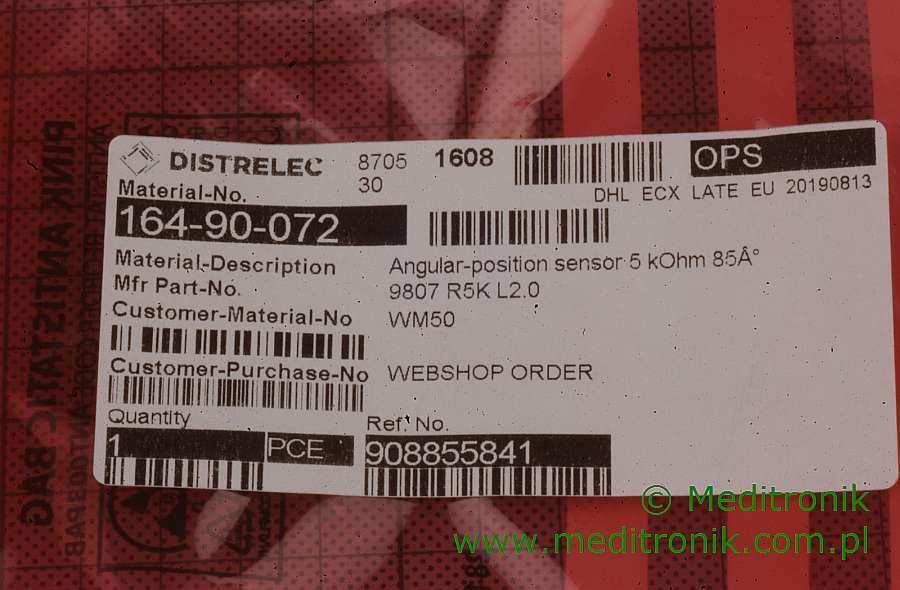 DISTRELEC 8705 1608 OPS
30
DHL ECX LATE EU 20190813
Material-No.
164-90-072
Material-Description Angular-position sensor 5 kOhm 85Â°
Mfr Part-No. 9807 R5K L2.0
Customer-Material-No WM50
Customer-Purchase-No WEBSHOP ORDER
Quantity Ref. No.
1 PCE 908855841
PINK ANTISTATIC BAG
© Meditronik
www.meditronik.com.pl